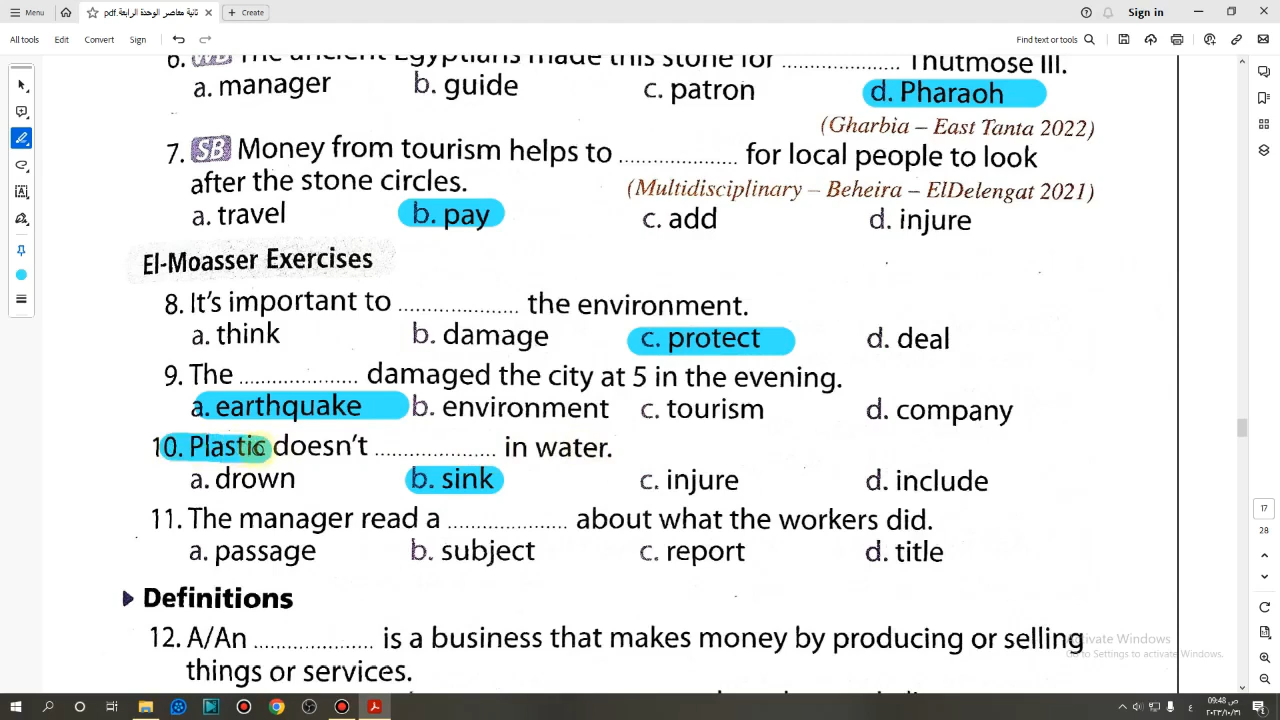 Menu
ثانية معاصر الوحدة الرابعة.pdf
Create
Sign in
All tools Edit Convert Sign
Find text or tools
6. WB The ancient Egyptians made this stone for .................... Thutmose III.
a. manager b. guide c. patron d. Pharaoh
(Gharbia – East Tanta 2022)
7. SB Money from tourism helps to .................... for local people to look
after the stone circles.
(Multidisciplinary – Beheira – ElDelengat 2021)
a. travel b. pay c. add d. injure
El-Moasser Exercises
8. It's important to .................... the environment.
a. think b. damage c. protect d. deal
9. The .................... damaged the city at 5 in the evening.
a. earthquake b. environment c. tourism d. company
10. Plastic doesn't .................... in water.
a. drown b. sink c. injure d. include
11. The manager read a .................... about what the workers did.
a. passage b. subject c. report d. title
Definitions
12. A/An .................... is a business that makes money by producing or selling
things or services.
17
28
Activate Windows
Go to Settings to activate Windows.
09:48 ص
٢٠٢٣/١٠/٣١